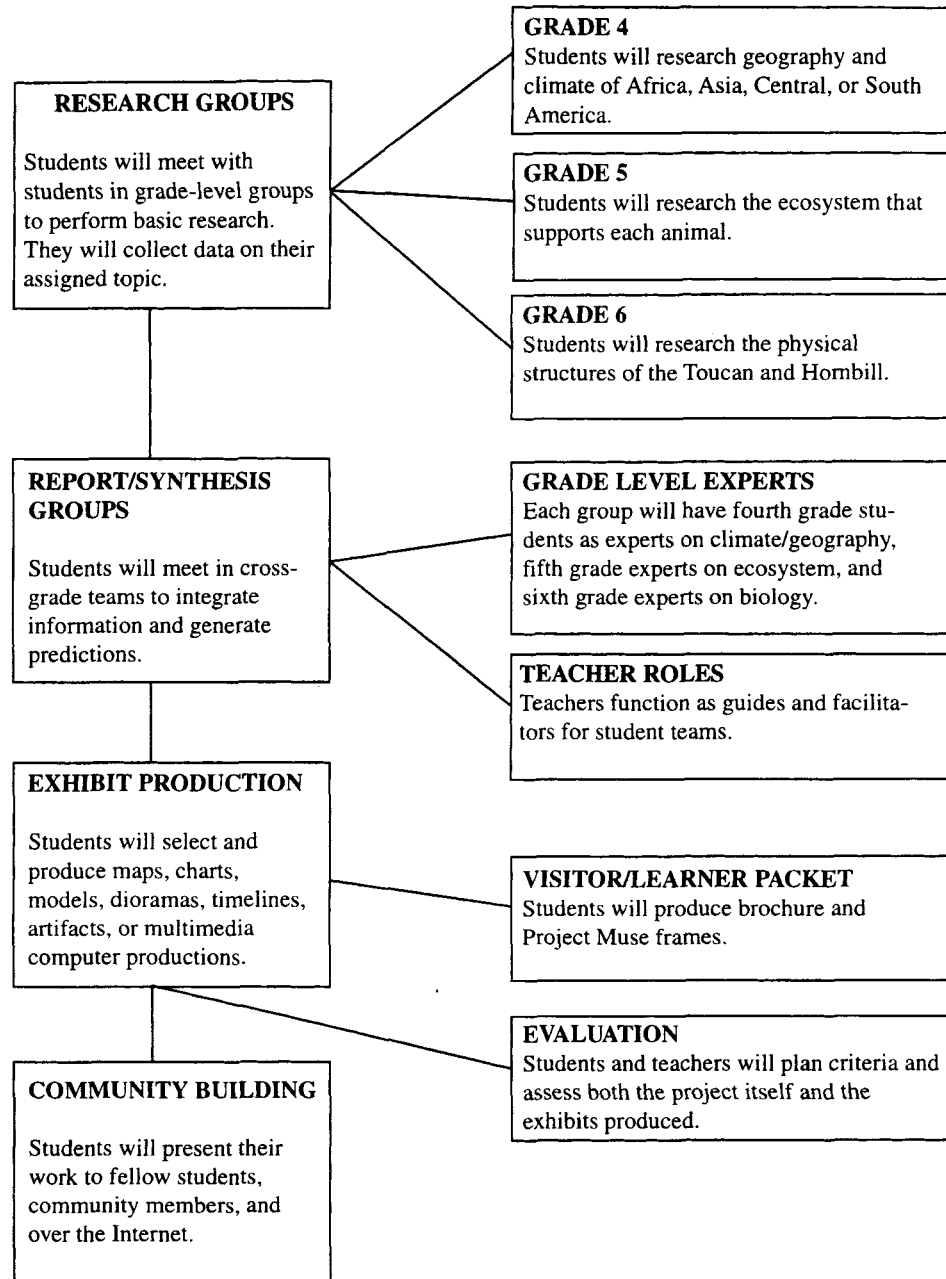 RESEARCH GROUPS
Students will meet with
students in grade-level groups
to perform basic research.
They will collect data on their
assigned topic.
GRADE 4
Students will research geography and
climate of Africa, Asia, Central, or South
America.
GRADE 5
Students will research the ecosystem that
supports each animal.
GRADE 6
Students will research the physical
structures of the Toucan and Hornbill.
REPORT/SYNTHESIS
GROUPS
Students will meet in cross-
grade teams to integrate
information and generate
predictions.
GRADE LEVEL EXPERTS
Each group will have fourth grade stu-
dents as experts on climate/geography,
fifth grade experts on ecosystem, and
sixth grade experts on biology.
TEACHER ROLES
Teachers function as guides and facilita-
tors for student teams.
EXHIBIT PRODUCTION
Students will select and
produce maps, charts,
models, dioramas, timelines,
artifacts, or multimedia
computer productions.
VISITOR/LEARNER PACKET
Students will produce brochure and
Project Muse frames.
EVALUATION
Students and teachers will plan criteria and
assess both the project itself and the
exhibits produced.
COMMUNITY BUILDING
Students will present their
work to fellow students,
community members, and
over the Internet.